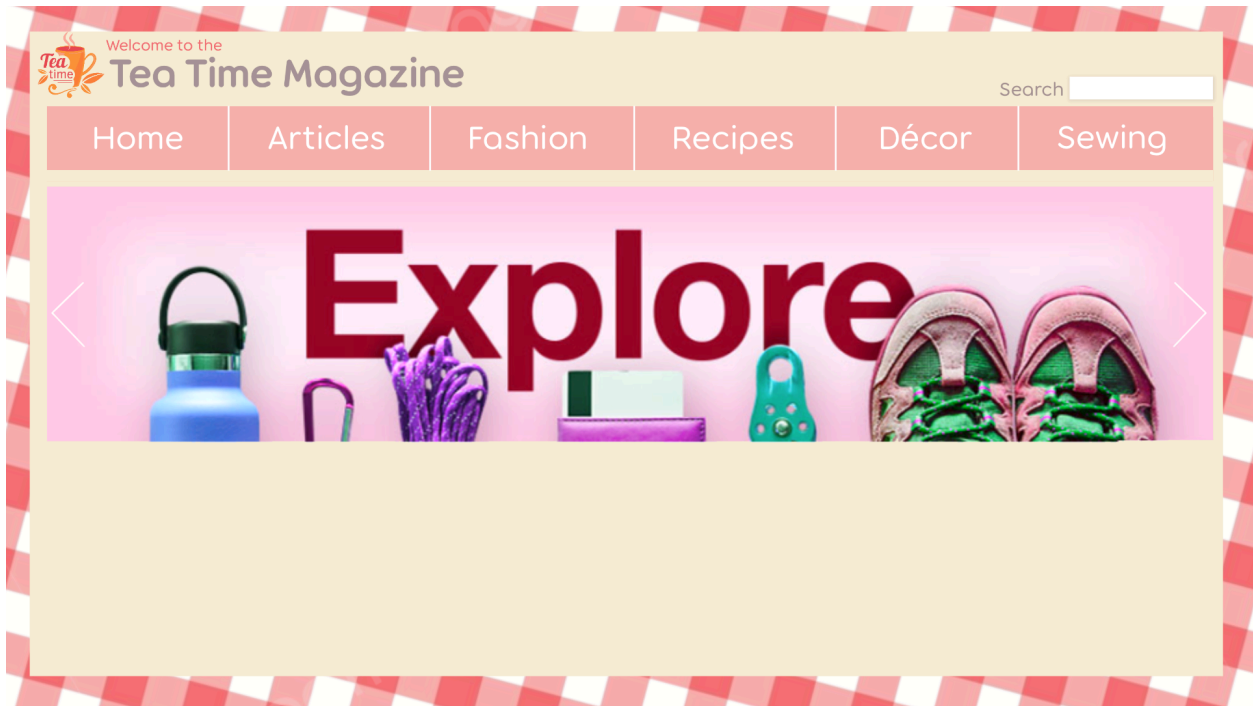 Welcome to the
Tea
time
Tea Time Magazine
Search
Home Articles Fashion Recipes Décor Sewing
Explore